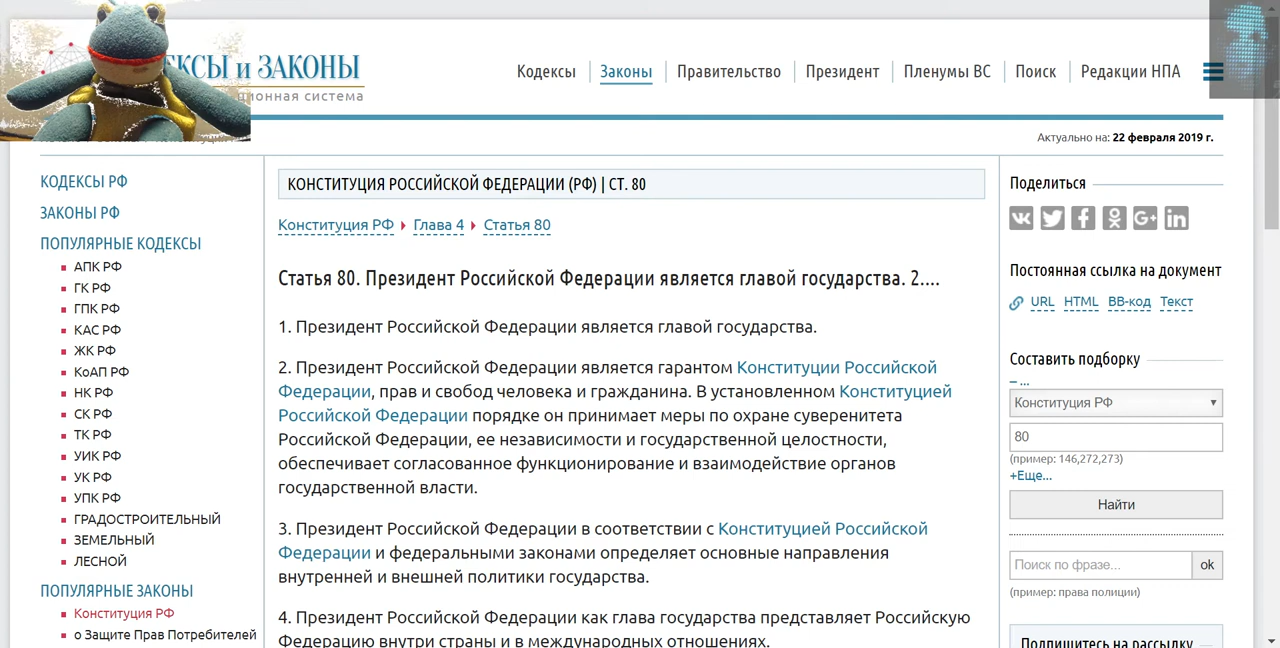 ЕКСЫ и ЗАКОНЫ
ционная система
Кодексы
Законы
Правительство
Президент
Пленумы ВС
Поиск
Редакции НПА
Актуально на: 22 февраля 2019 г.
КОДЕКСЫ РФ
ЗАКОНЫ РФ
ПОПУЛЯРНЫЕ КОДЕКСЫ
АПК РФ
ГК РФ
ГПК РФ
КАС РФ
ЖК РФ
КоАП РФ
НК РФ
СК РФ
ТК РФ
УИК РФ
УК РФ
УПК РФ
ГРАДОСТРОИТЕЛЬНЫЙ
ЗЕМЕЛЬНЫЙ
ЛЕСНОЙ
ПОПУЛЯРНЫЕ ЗАКОНЫ
Конституция РФ
о Защите Прав Потребителей
КОНСТИТУЦИЯ РОССИЙСКОЙ ФЕДЕРАЦИИ (РФ) | СТ. 80
Конституция РФ Глава 4 Статья 80
Статья 80. Президент Российской Федерации является главой государства. 2....
1. Президент Российской Федерации является главой государства.
2. Президент Российской Федерации является гарантом Конституции Российской
Федерации, прав и свобод человека и гражданина. В установленном Конституцией
Российской Федерации порядке он принимает меры по охране суверенитета
Российской Федерации, ее независимости и государственной целостности,
обеспечивает согласованное функционирование и взаимодействие органов
государственной власти.
3. Президент Российской Федерации в соответствии с Конституцией Российской
Федерации и федеральными законами определяет основные направления
внутренней и внешней политики государства.
4. Президент Российской Федерации как глава государства представляет Российскую
Федерацию внутри страны и в международных отношениях.
Поделиться
Постоянная ссылка на документ
URL HTML BB-код Текст
Составить подборку
– ...
Конституция РФ
80
(пример: 146,272,273)
+Еще...
Найти
Поиск по фразе... ok
(пример: права полиции)
Подпишитесь на рассылку